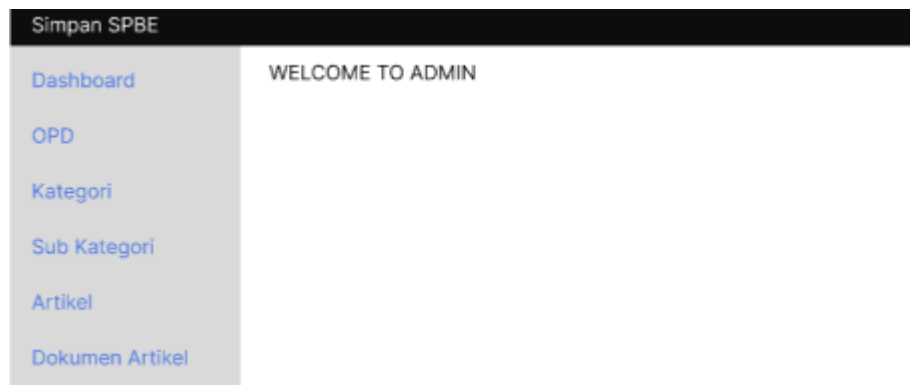 Simpan SPBE
Dashboard
WELCOME TO ADMIN
OPD
Kategori
Sub Kategori
Artikel
Dokumen Artikel